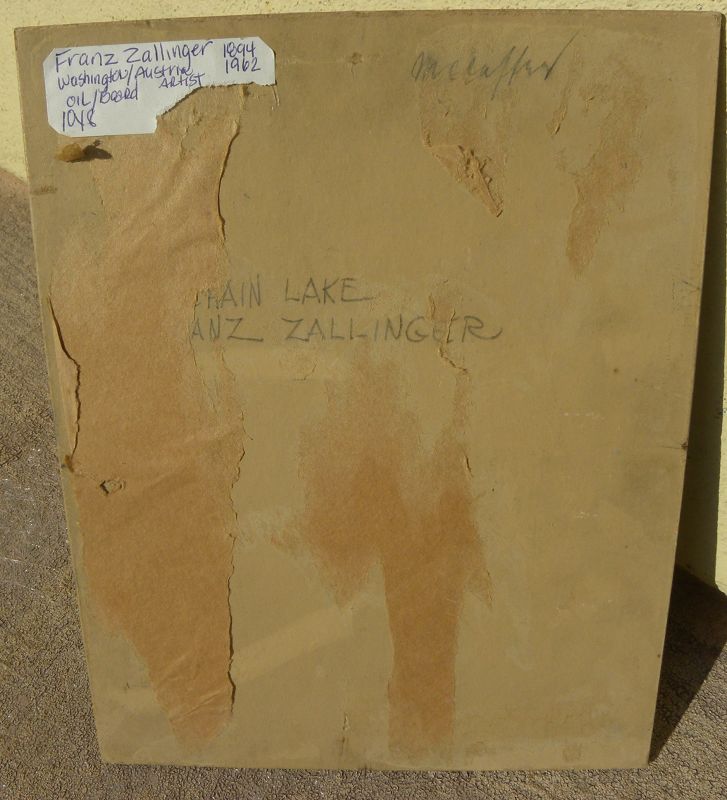 Franz Zallinger 1894
1962
Washington/Austria
ARTIST
OIL/Board
1048
AIN LAKE
ANZ ZALLINGER